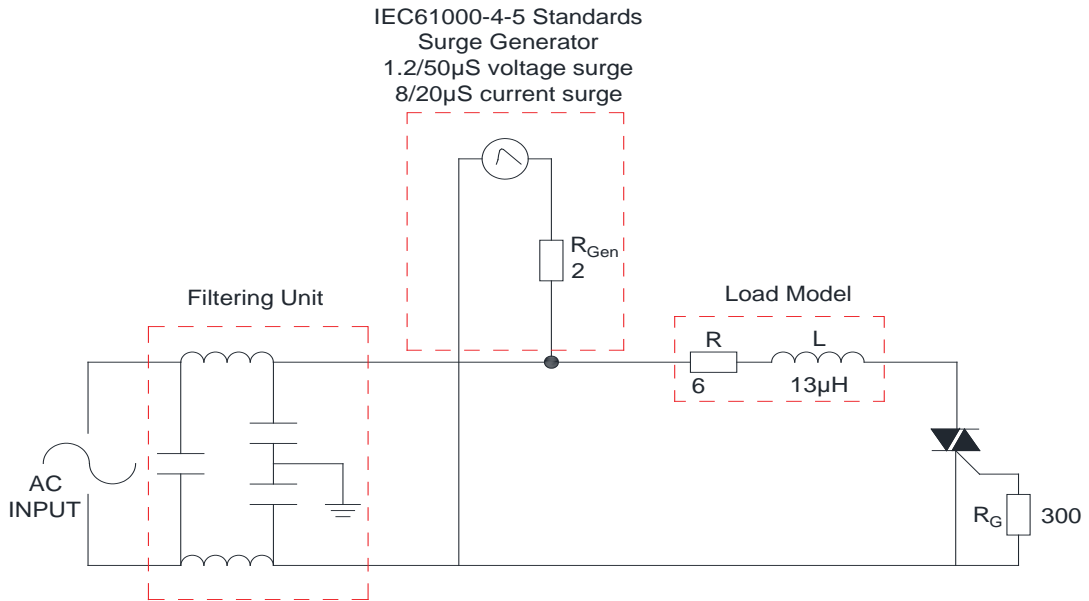 IEC61000-4-5 Standards
Surge Generator
1.2/50μS voltage surge
8/20μS current surge
RGen
2
Filtering Unit
Load Model
R
L
6
13μH
AC
INPUT
RG
300